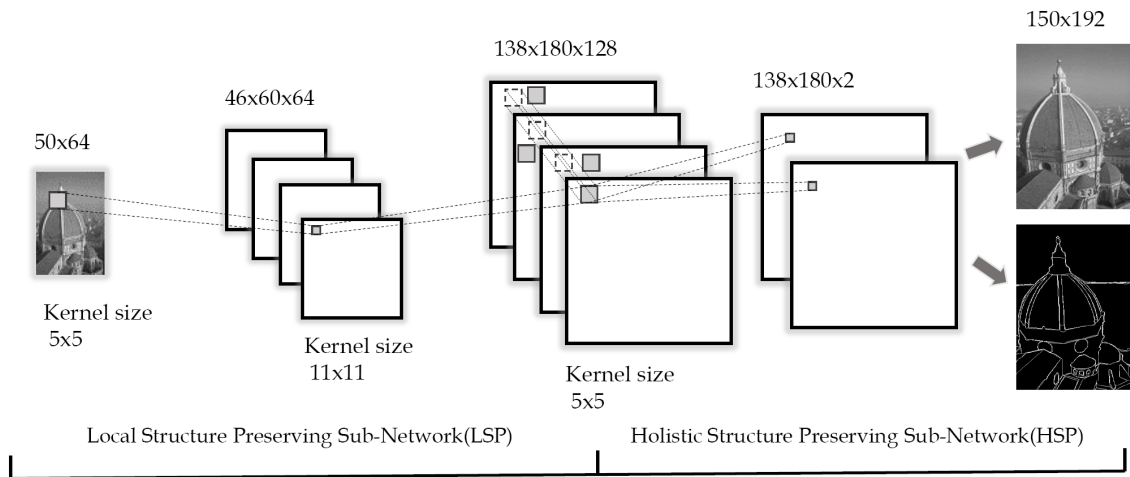 150x192
138x180x128
138x180x2
46x60x64
50x64
Kernel size
5x5
Kernel size
11x11
Kernel size
5x5
Local Structure Preserving Sub-Network(LSP)
Holistic Structure Preserving Sub-Network(HSP)